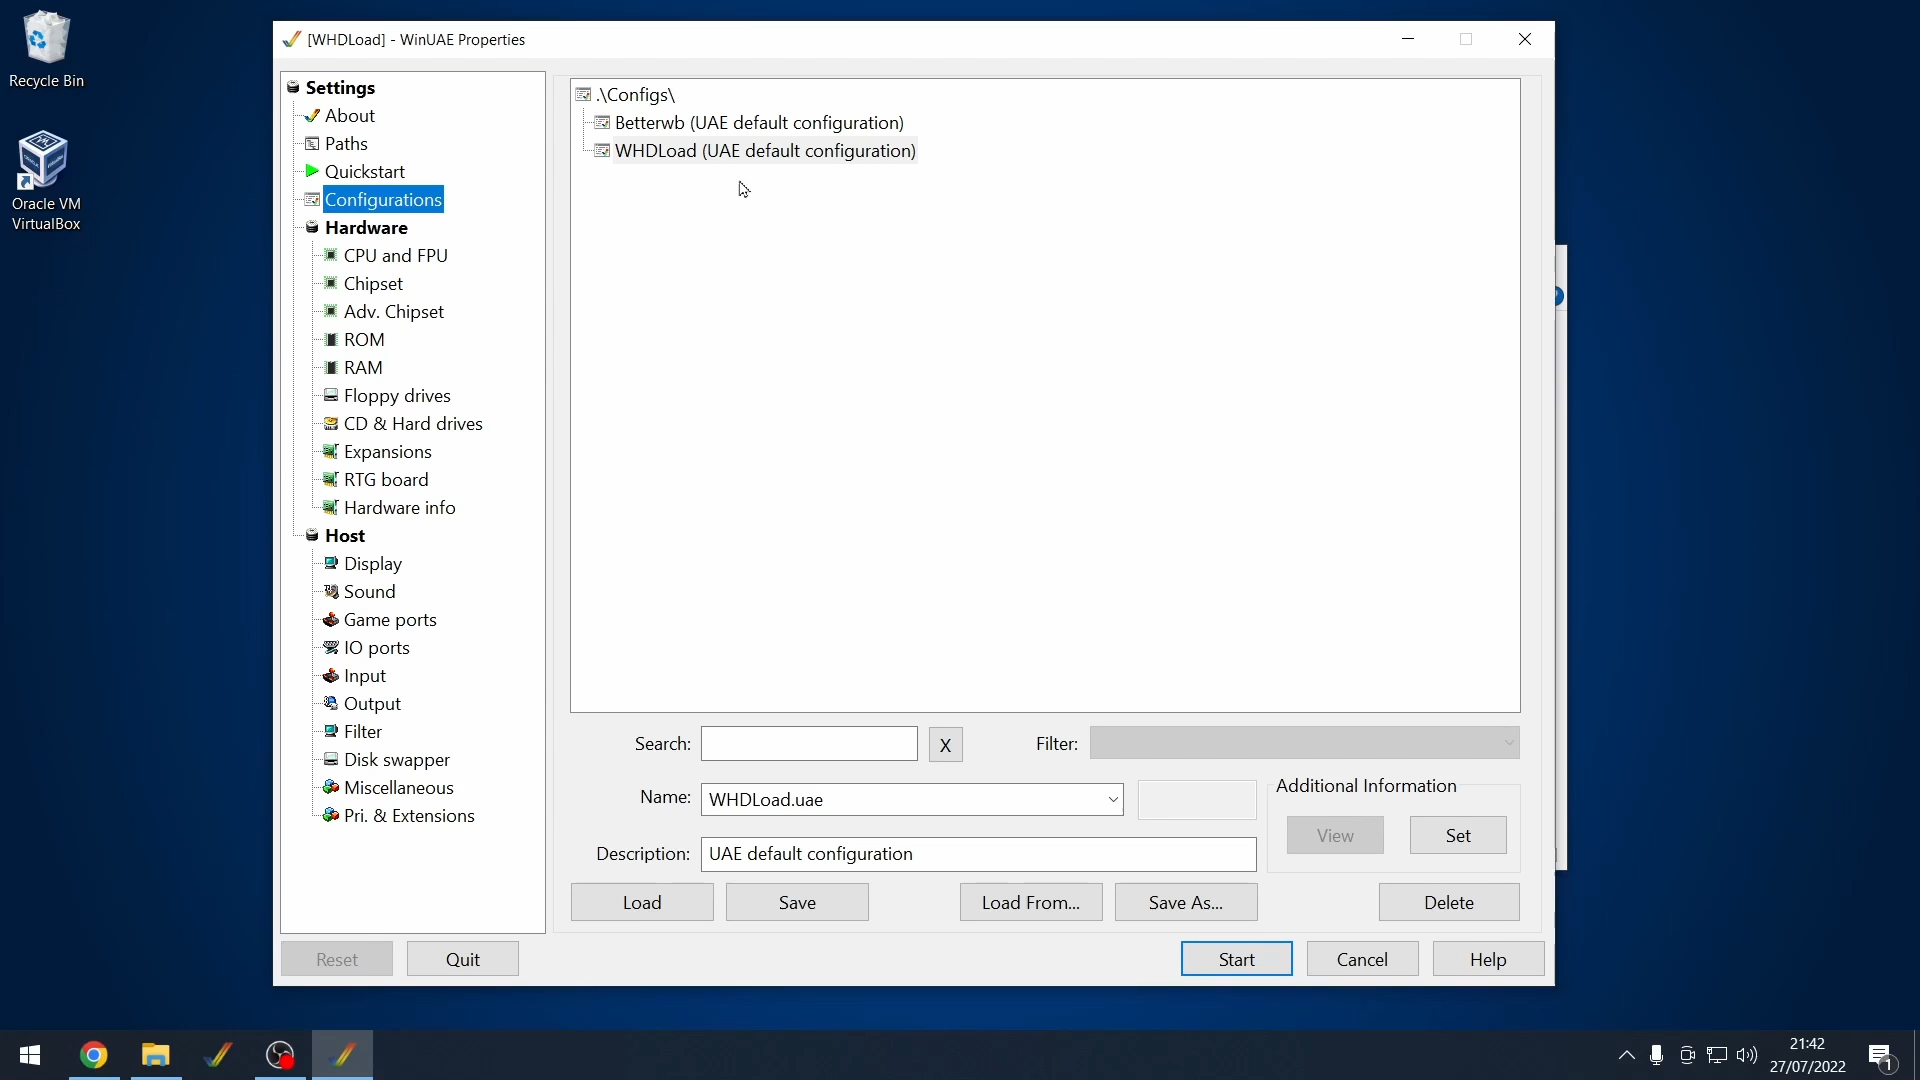 Recycle Bin
Oracle VM
VirtualBox
[WHDLoad] - WinUAE Properties
Settings
About
Paths
Quickstart
Configurations
Hardware
CPU and FPU
Chipset
Adv. Chipset
ROM
RAM
Floppy drives
CD & Hard drives
Expansions
RTG board
Hardware info
Host
Display
Sound
Game ports
IO ports
Input
Output
Filter
Disk swapper
Miscellaneous
Pri. & Extensions
.\Configs\
Betterwb (UAE default configuration)
WHDLoad (UAE default configuration)
Search: X Filter:
Name: WHDLoad.uae
Additional Information
View Set
Description: UAE default configuration
Load Save Load From... Save As... Delete
Reset Quit Start Cancel Help
21:42
27/07/2022
1